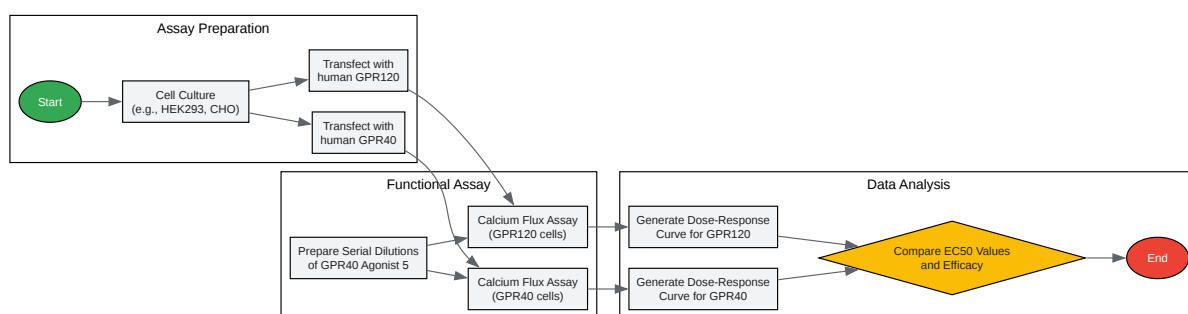 Assay Preparation
Start
Cell Culture
(e.g., HEK293, CHO)
Transfect with
human GPR120
Transfect with
human GPR40
Functional Assay
Prepare Serial Dilutions
of GPR40 Agonist 5
Calcium Flux Assay
(GPR120 cells)
Calcium Flux Assay
(GPR40 cells)
Data Analysis
Generate Dose-Response
Curve for GPR120
Generate Dose-Response
Curve for GPR40
Compare EC50 Values
and Efficacy
End